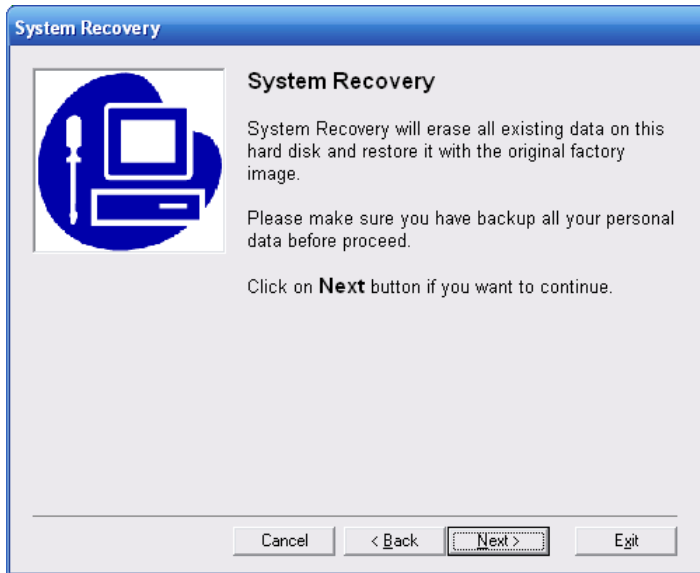 System Recovery
System Recovery
System Recovery will erase all existing data on this
hard disk and restore it with the original factory
image.
Please make sure you have backup all your personal
data before proceed.
Click on Next button if you want to continue.
Cancel
< Back
Next >
Exit